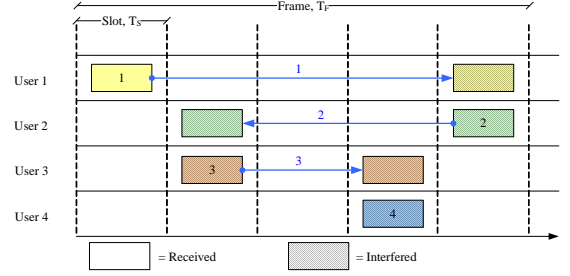 Frame, T_F
Slot, T_S
User 1
1
1
User 2
2
2
User 3
3
3
User 4
4
= Received
= Interfered